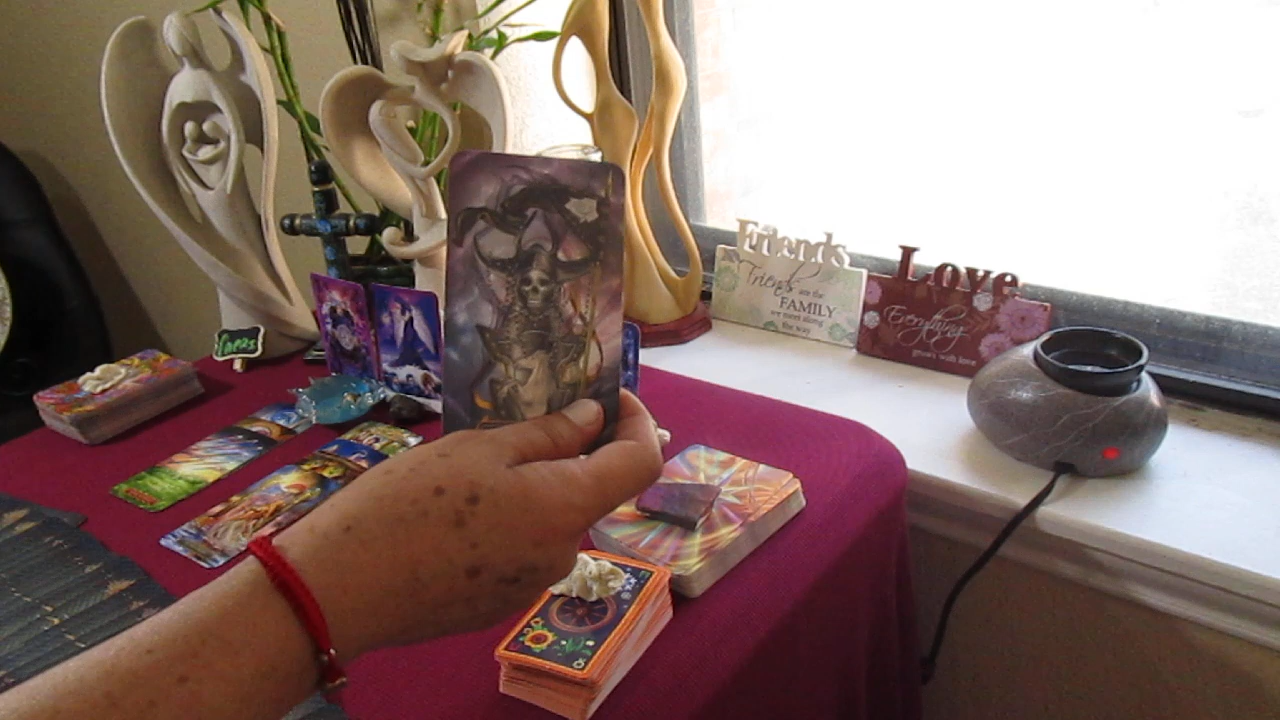 Friends
Friends are the
FAMILY
we meet along
the way
Love
Everything
grows with love